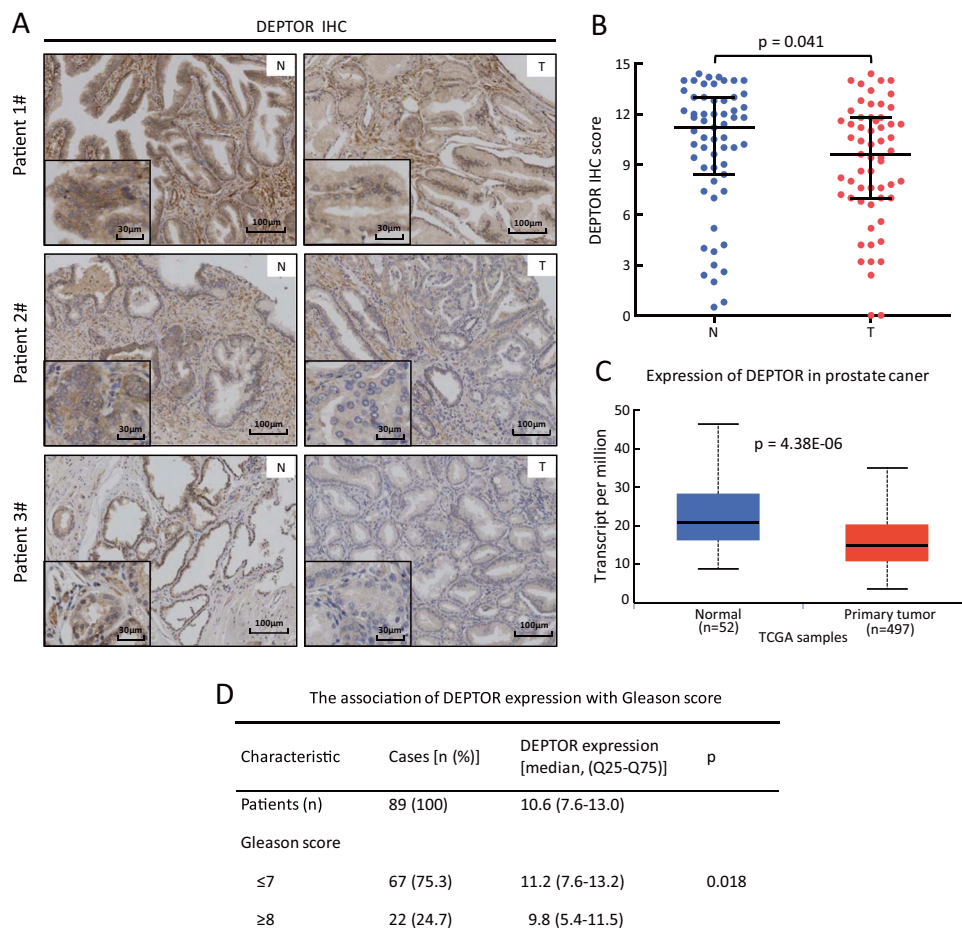 A
DEPTOR IHC
Patient 1#
N
30μm
100μm
T
30μm
100μm
Patient 2#
N
30μm
100μm
T
30μm
100μm
Patient 3#
N
30μm
100μm
T
30μm
100μm
B
p = 0.041
DEPTOR IHC score
15
12
9
6
3
0
N
T
C
Expression of DEPTOR in prostate caner
p = 4.38E-06
Transcript per million
50
40
30
20
10
0
Normal
(n=52)
Primary tumor
(n=497)
TCGA samples
D
The association of DEPTOR expression with Gleason score
Characteristic Cases [n (%)] DEPTOR expression [median, (Q25-Q75)] p
Patients (n) 89 (100) 10.6 (7.6-13.0)
Gleason score
≤7 67 (75.3) 11.2 (7.6-13.2) 0.018
≥8 22 (24.7) 9.8 (5.4-11.5)